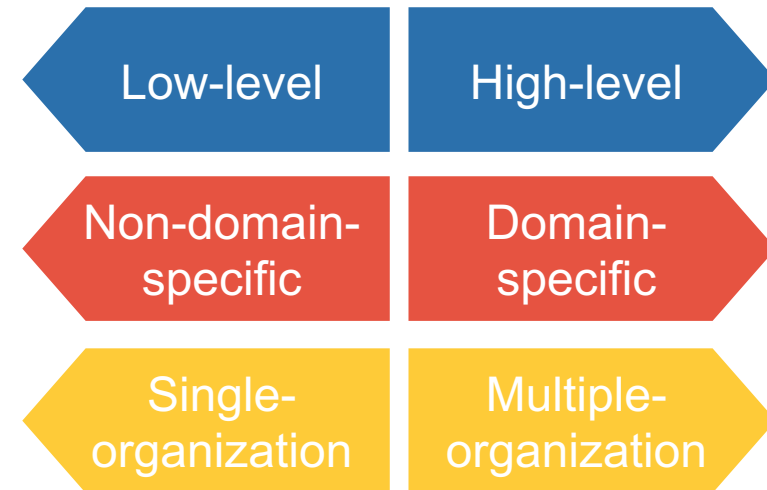 Low-level
High-level
Non-domain-
specific
Domain-
specific
Single-
organization
Multiple-
organization